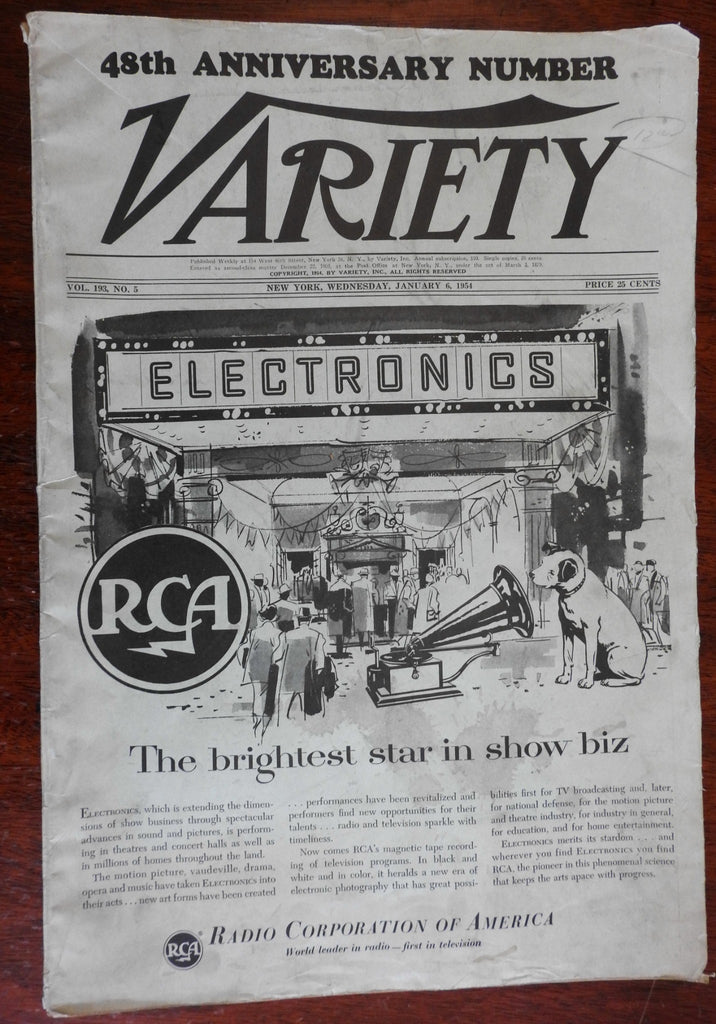 48th ANNIVERSARY NUMBER
VARIETY
Published Weekly at 154 West 46th Street, New York 36, N. Y., by Variety, Inc. Annual subscription, $10. Single copies, 25 cents.
Entered as second-class matter December 22, 1905, at the Post Office at New York, N. Y., under the act of March 3, 1879.
COPYRIGHT, 1954, BY VARIETY, INC., ALL RIGHTS RESERVED
VOL. 193, NO. 5 NEW YORK, WEDNESDAY, JANUARY 6, 1954 PRICE 25 CENTS
ELECTRONICS
RCA
The brightest star in show biz
ELECTRONICS, which is extending the dimen-
sions of show business through spectacular
advances in sound and pictures, is perform-
ing in theatres and concert halls as well as
in millions of homes throughout the land.
The motion picture, vaudeville, drama,
opera and music have taken ELECTRONICS into
their acts . . . new art forms have been created
. . . performances have been revitalized and
performers find new opportunities for their
talents . . . radio and television sparkle with
timeliness.
Now comes RCA's magnetic tape record-
ing of television programs. In black and
white and in color, it heralds a new era of
electronic photography that has great possi-
bilities first for TV broadcasting and, later,
for national defense, for the motion picture
and theatre industry, for industry in general,
for education, and for home entertainment.
ELECTRONICS merits its stardom . . . and
wherever you find ELECTRONICS you find
RCA, the pioneer in this phenomenal science
that keeps the arts apace with progress.
RCA RADIO CORPORATION OF AMERICA
World leader in radio—first in television